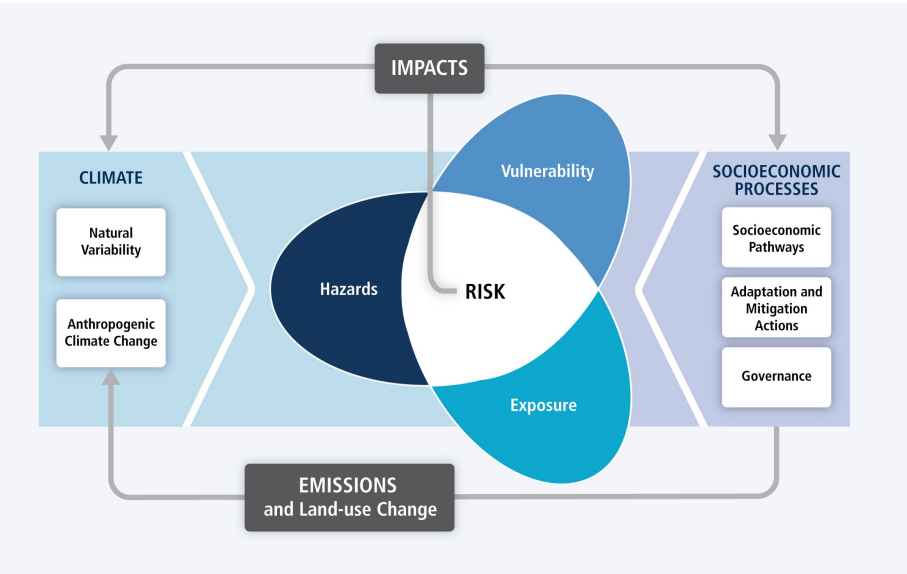 IMPACTS
CLIMATE
Natural
Variability
Anthropogenic
Climate Change
Vulnerability
Hazards
RISK
Exposure
SOCIOECONOMIC
PROCESSES
Socioeconomic
Pathways
Adaptation and
Mitigation
Actions
Governance
EMISSIONS
and Land-use Change